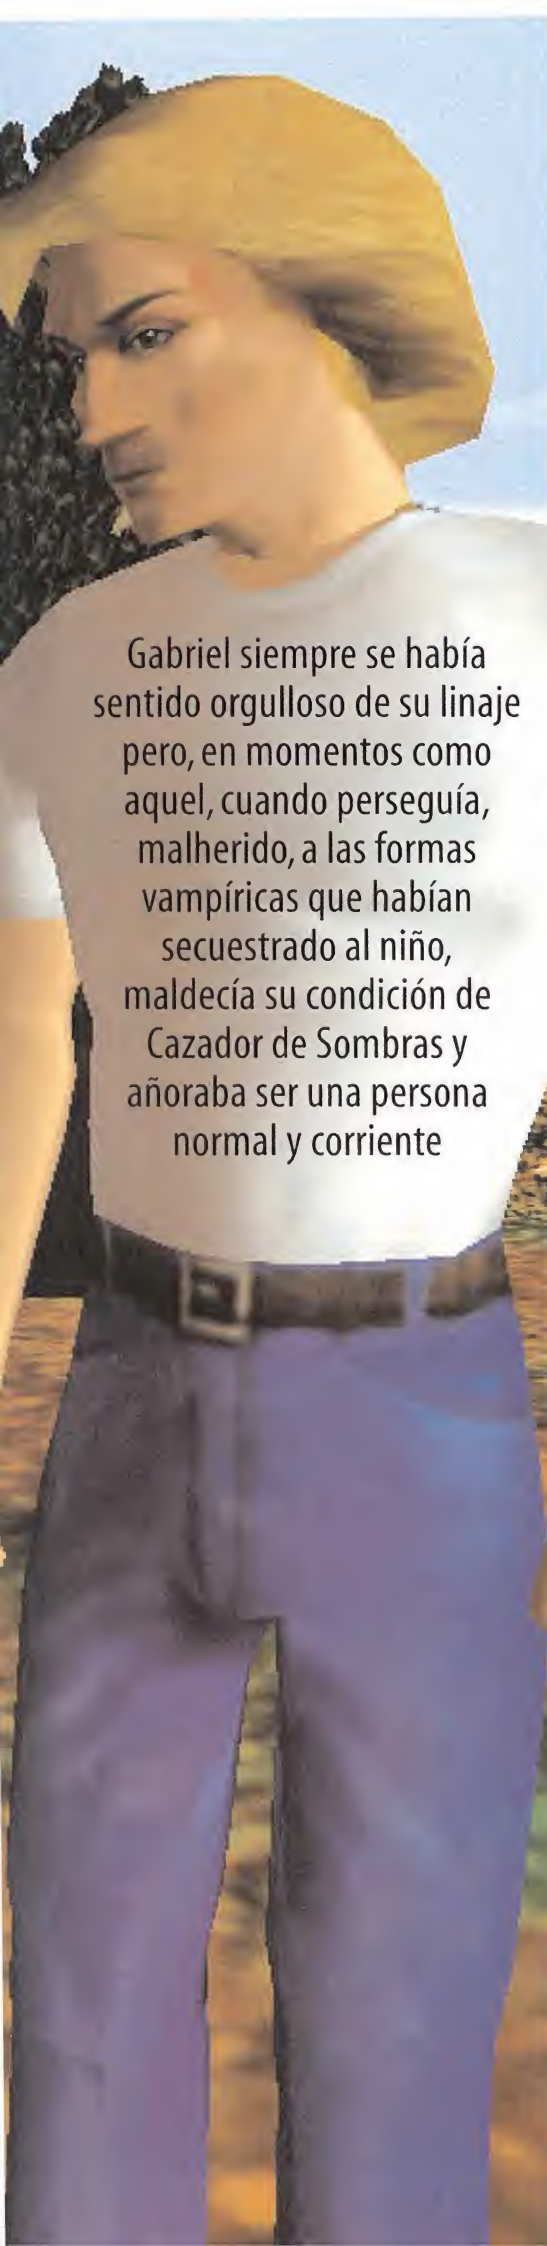 Gabriel siempre se había
sentido orgulloso de su linaje
pero, en momentos como
aquel, cuando perseguía,
malherido, a las formas
vampíricas que habían
secuestrado al niño,
maldecía su condición de
Cazador de Sombras y
añoraba ser una persona
normal y corriente